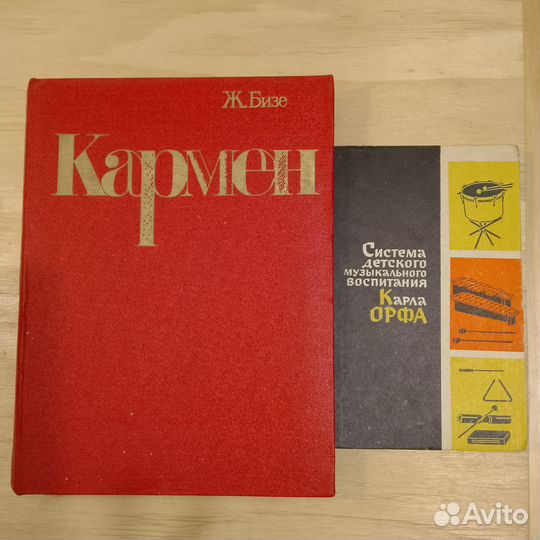 Ж. Бизе
Кармен
Система
детского
музыкального
воспитания
Карла
ОРФА
Avito